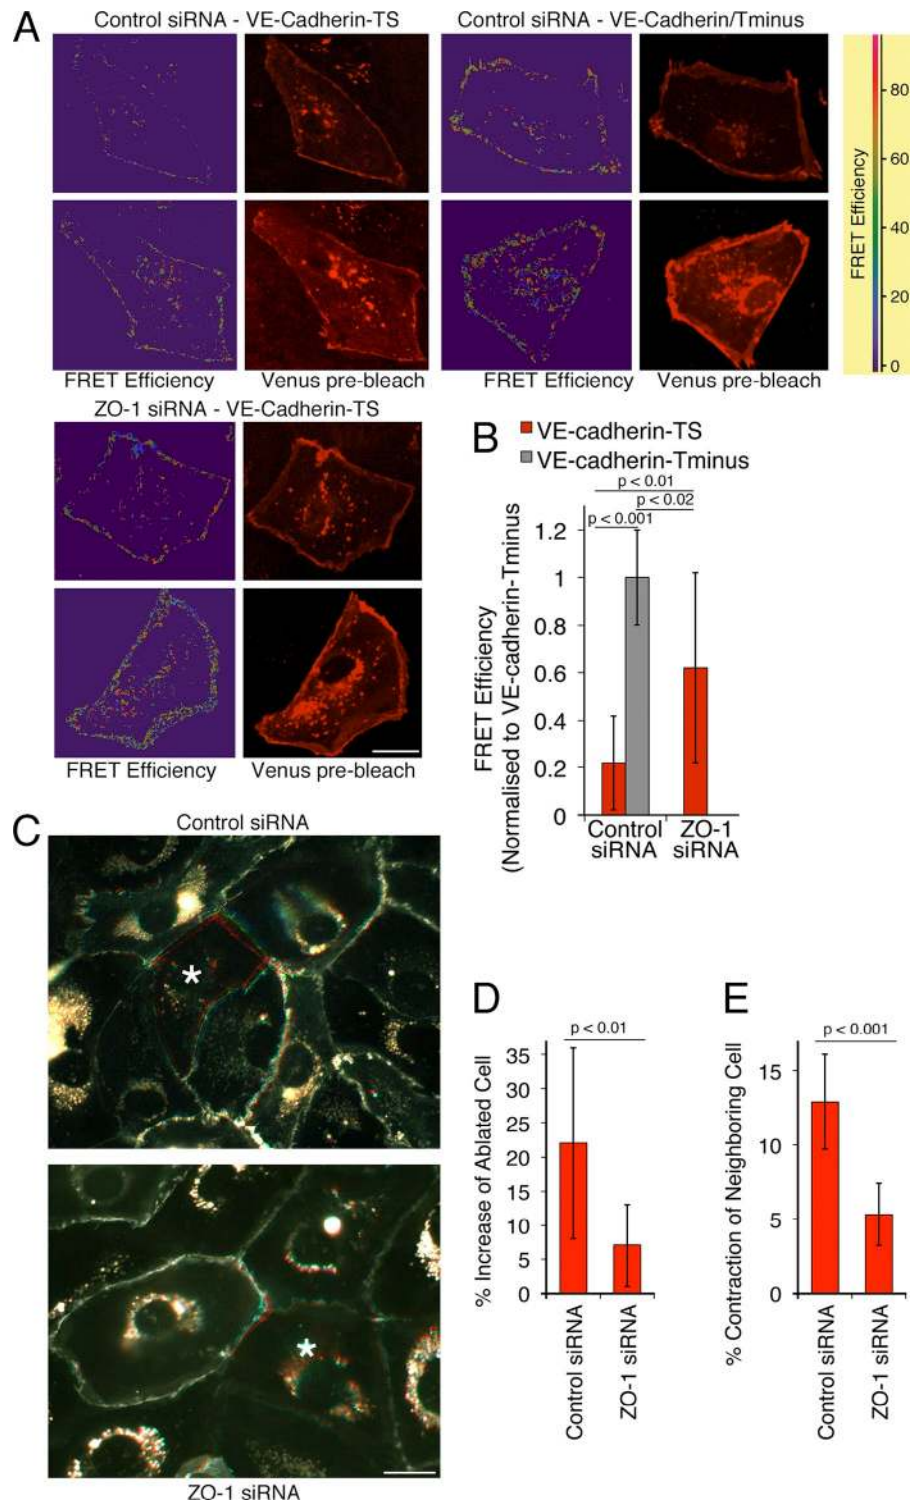 A
Control siRNA - VE-Cadherin-TS
Control siRNA - VE-Cadherin/Tminus
FRET Efficiency
80
60
40
20
0
FRET Efficiency
Venus pre-bleach
FRET Efficiency
Venus pre-bleach
ZO-1 siRNA - VE-Cadherin-TS
FRET Efficiency
Venus pre-bleach
B
VE-cadherin-TS
VE-cadherin-Tminus
p < 0.01
p < 0.02
p < 0.001
FRET Efficiency
(Normalised to VE-cadherin-Tminus
1.2
1
0.8
0.6
0.4
0.2
0
Control
siRNA
ZO-1
siRNA
C
Control siRNA
*
*
ZO-1 siRNA
D
p < 0.01
% Increase of Ablated Cell
35
30
25
20
15
10
5
0
Control siRNA
ZO-1 siRNA
E
p < 0.001
% Contraction of Neighboring Cell
15
10
5
0
Control siRNA
ZO-1 siRNA